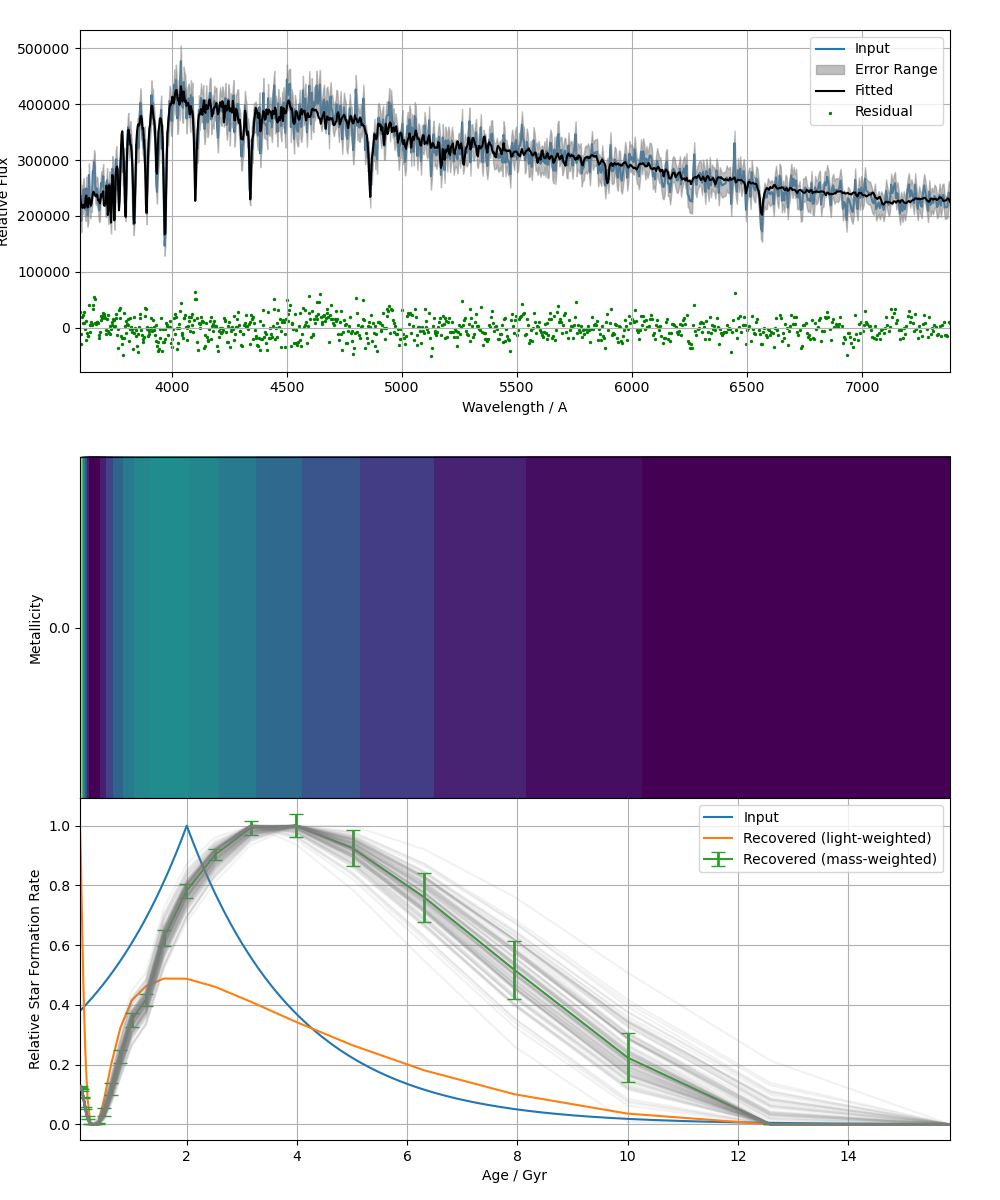 500000
400000
300000
200000
100000
0
Relative Flux
Input
Error Range
Fitted
Residual
4000 4500 5000 5500 6000 6500 7000
Wavelength / A
Metallicity
0.0
1.0
0.8
0.6
0.4
0.2
0.0
Relative Star Formation Rate
Input
Recovered (light-weighted)
Recovered (mass-weighted)
2 4 6 8 10 12 14
Age / Gyr